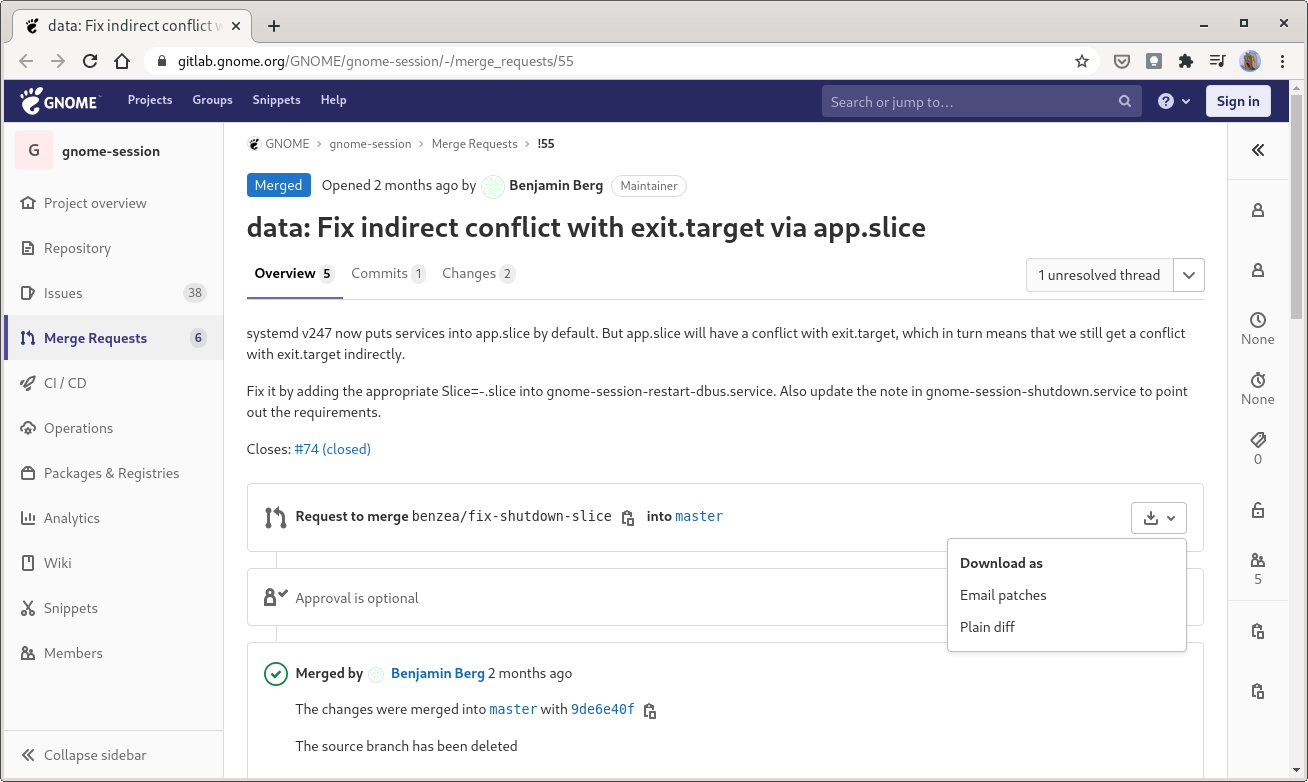 data: Fix indirect conflict w
gitlab.gnome.org/GNOME/gnome-session/-/merge_requests/55
GNOME™
Projects
Groups
Snippets
Help
Search or jump to…
Sign in
G
gnome-session
Project overview
Repository
Issues
38
Merge Requests
6
CI / CD
Operations
Packages & Registries
Analytics
Wiki
Snippets
Members
Collapse sidebar
GNOME > gnome-session > Merge Requests > !55
Merged
Opened 2 months ago by Benjamin Berg
Maintainer
data: Fix indirect conflict with exit.target via app.slice
Overview 5
Commits 1
Changes 2
1 unresolved thread
systemd v247 now puts services into app.slice by default. But app.slice will have a conflict with exit.target, which in turn means that we still get a conflict
with exit.target indirectly.
Fix it by adding the appropriate Slice=-.slice into gnome-session-restart-dbus.service. Also update the note in gnome-session-shutdown.service to point
out the requirements.
Closes: #74 (closed)
Request to merge benzea/fix-shutdown-slice into master
Download as
Email patches
Plain diff
Approval is optional
Merged by Benjamin Berg 2 months ago
The changes were merged into master with 9de6e40f
The source branch has been deleted
None
None
0
5